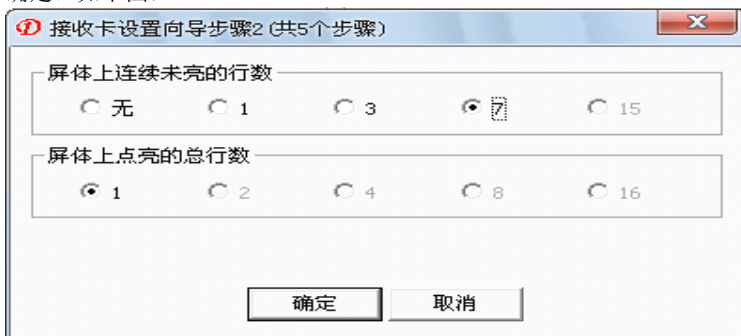 接收卡设置向导步骤2(共5个步骤)
屏体上连续未亮的行数
无 1 3 7 15
屏体上点亮的总行数
1 2 4 8 16
确定 取消